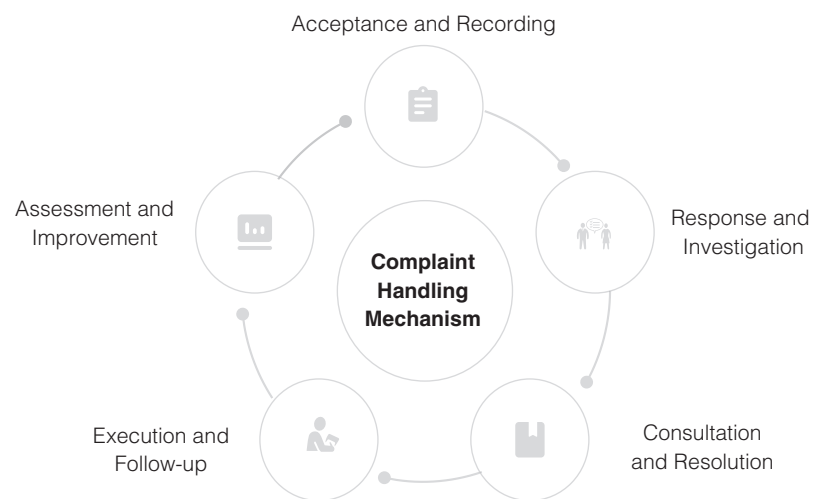 Acceptance and Recording
Response and
Investigation
Consultation
and Resolution
Execution and
Follow-up
Assessment and
Improvement
Complaint
Handling
Mechanism